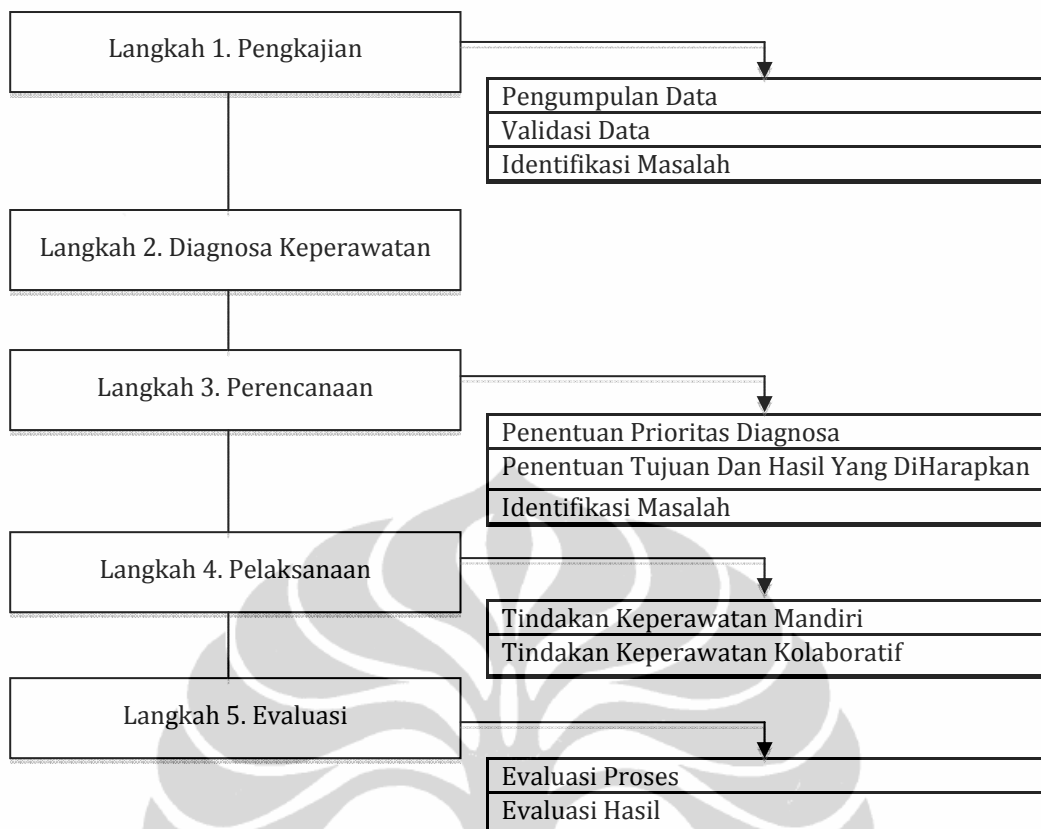 Langkah 1. Pengkajian
Pengumpulan Data
Validasi Data
Identifikasi Masalah
Langkah 2. Diagnosa Keperawatan
Langkah 3. Perencanaan
Penentuan Prioritas Diagnosa
Penentuan Tujuan Dan Hasil Yang DiHarapkan
Identifikasi Masalah
Langkah 4. Pelaksanaan
Tindakan Keperawatan Mandiri
Tindakan Keperawatan Kolaboratif
Langkah 5. Evaluasi
Evaluasi Proses
Evaluasi Hasil